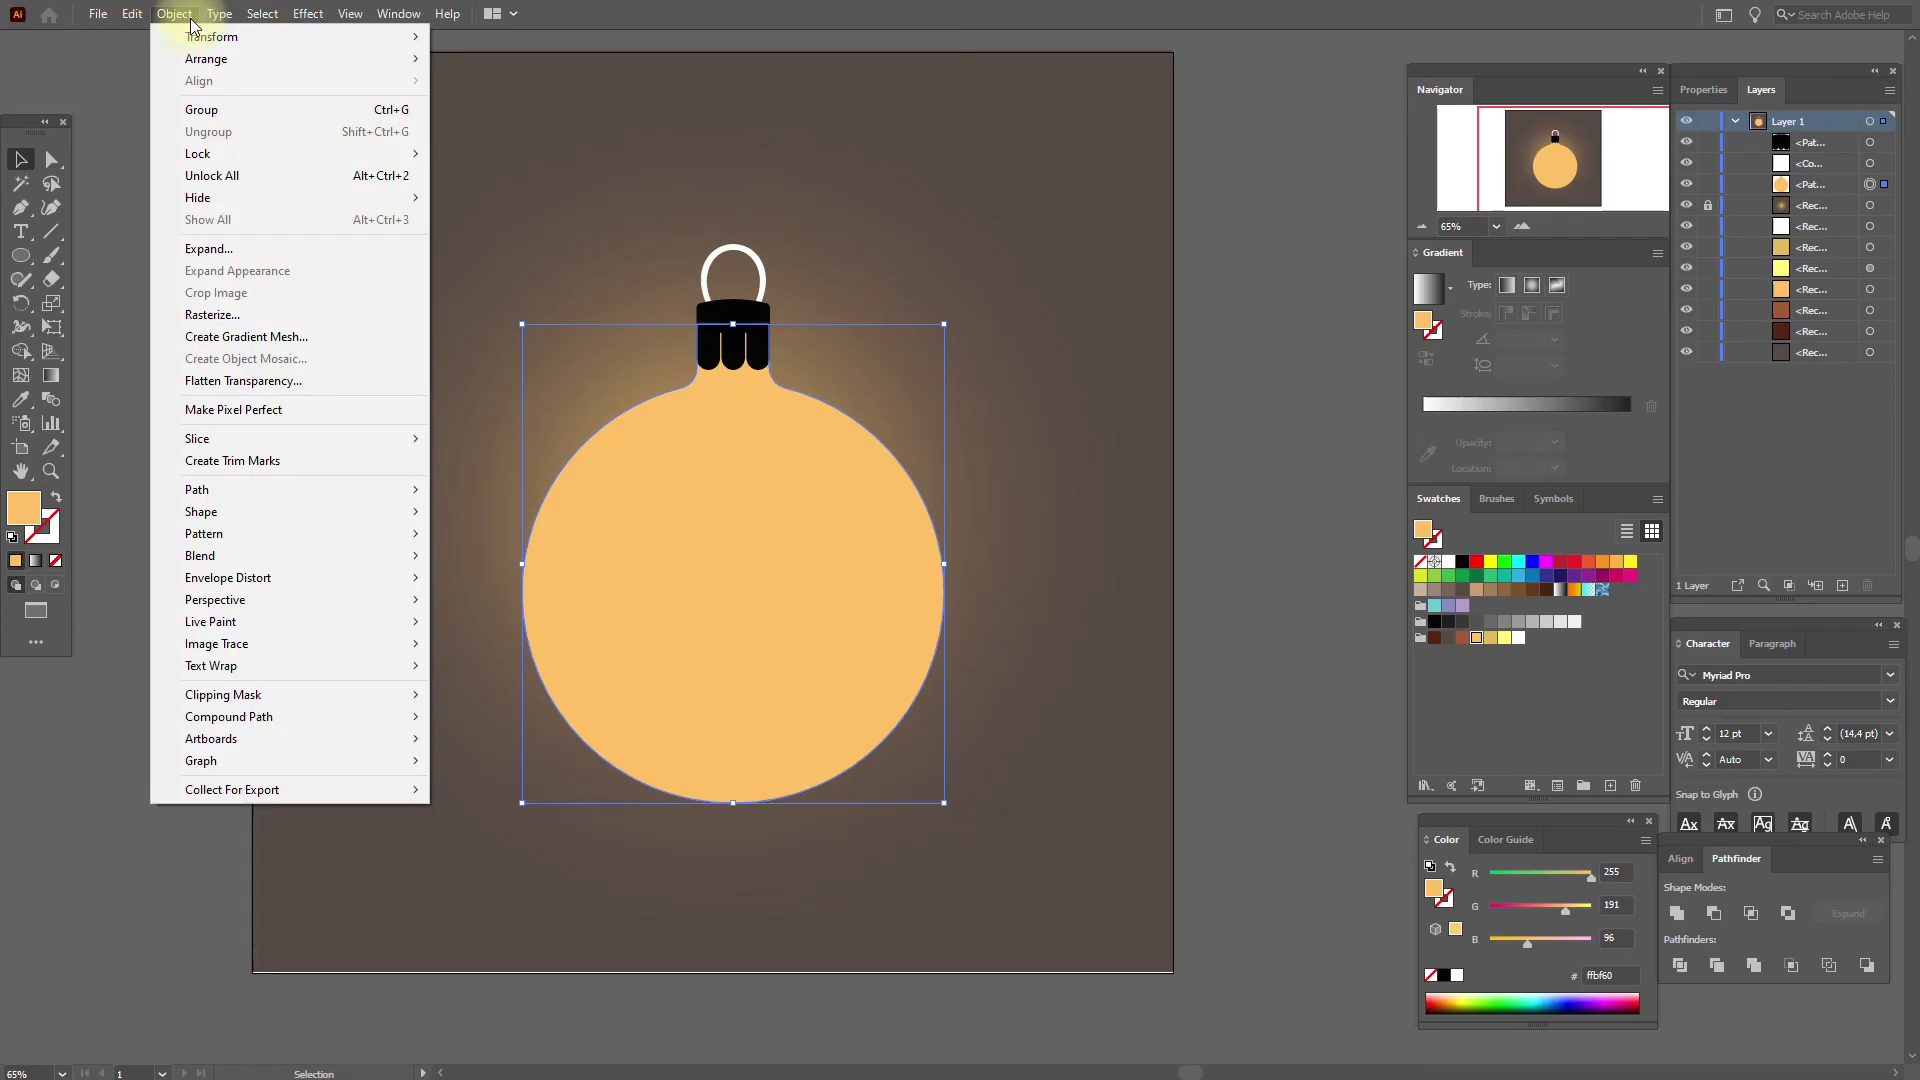 Ai File Edit Object Type Select Effect View Window Help Search Adobe Help
Transform
Arrange
Align
Group Ctrl+G
Ungroup Shift+Ctrl+G
Lock
Unlock All Alt+Ctrl+2
Hide
Show All Alt+Ctrl+3
Expand...
Expand Appearance
Crop Image
Rasterize...
Create Gradient Mesh...
Create Object Mosaic...
Flatten Transparency...
Make Pixel Perfect
Slice
Create Trim Marks
Path
Shape
Pattern
Blend
Envelope Distort
Perspective
Live Paint
Image Trace
Text Wrap
Clipping Mask
Compound Path
Artboards
Graph
Collect For Export
Navigator
65%
Gradient
Type:
Stroke:
Opacity:
Location:
Swatches Brushes Symbols
Color Color Guide
R 255
G 191
B 96
# ffbf60
Properties Layers
Layer 1
<Pat...
<Co...
<Pat...
<Rec...
<Rec...
<Rec...
<Rec...
<Rec...
<Rec...
<Rec...
<Rec...
1 Layer
Character Paragraph
Myriad Pro
Regular
12 pt (14,4 pt)
Auto 0
Snap to Glyph
Align Pathfinder
Shape Modes:
Expand
Pathfinders:
65% 1 Selection